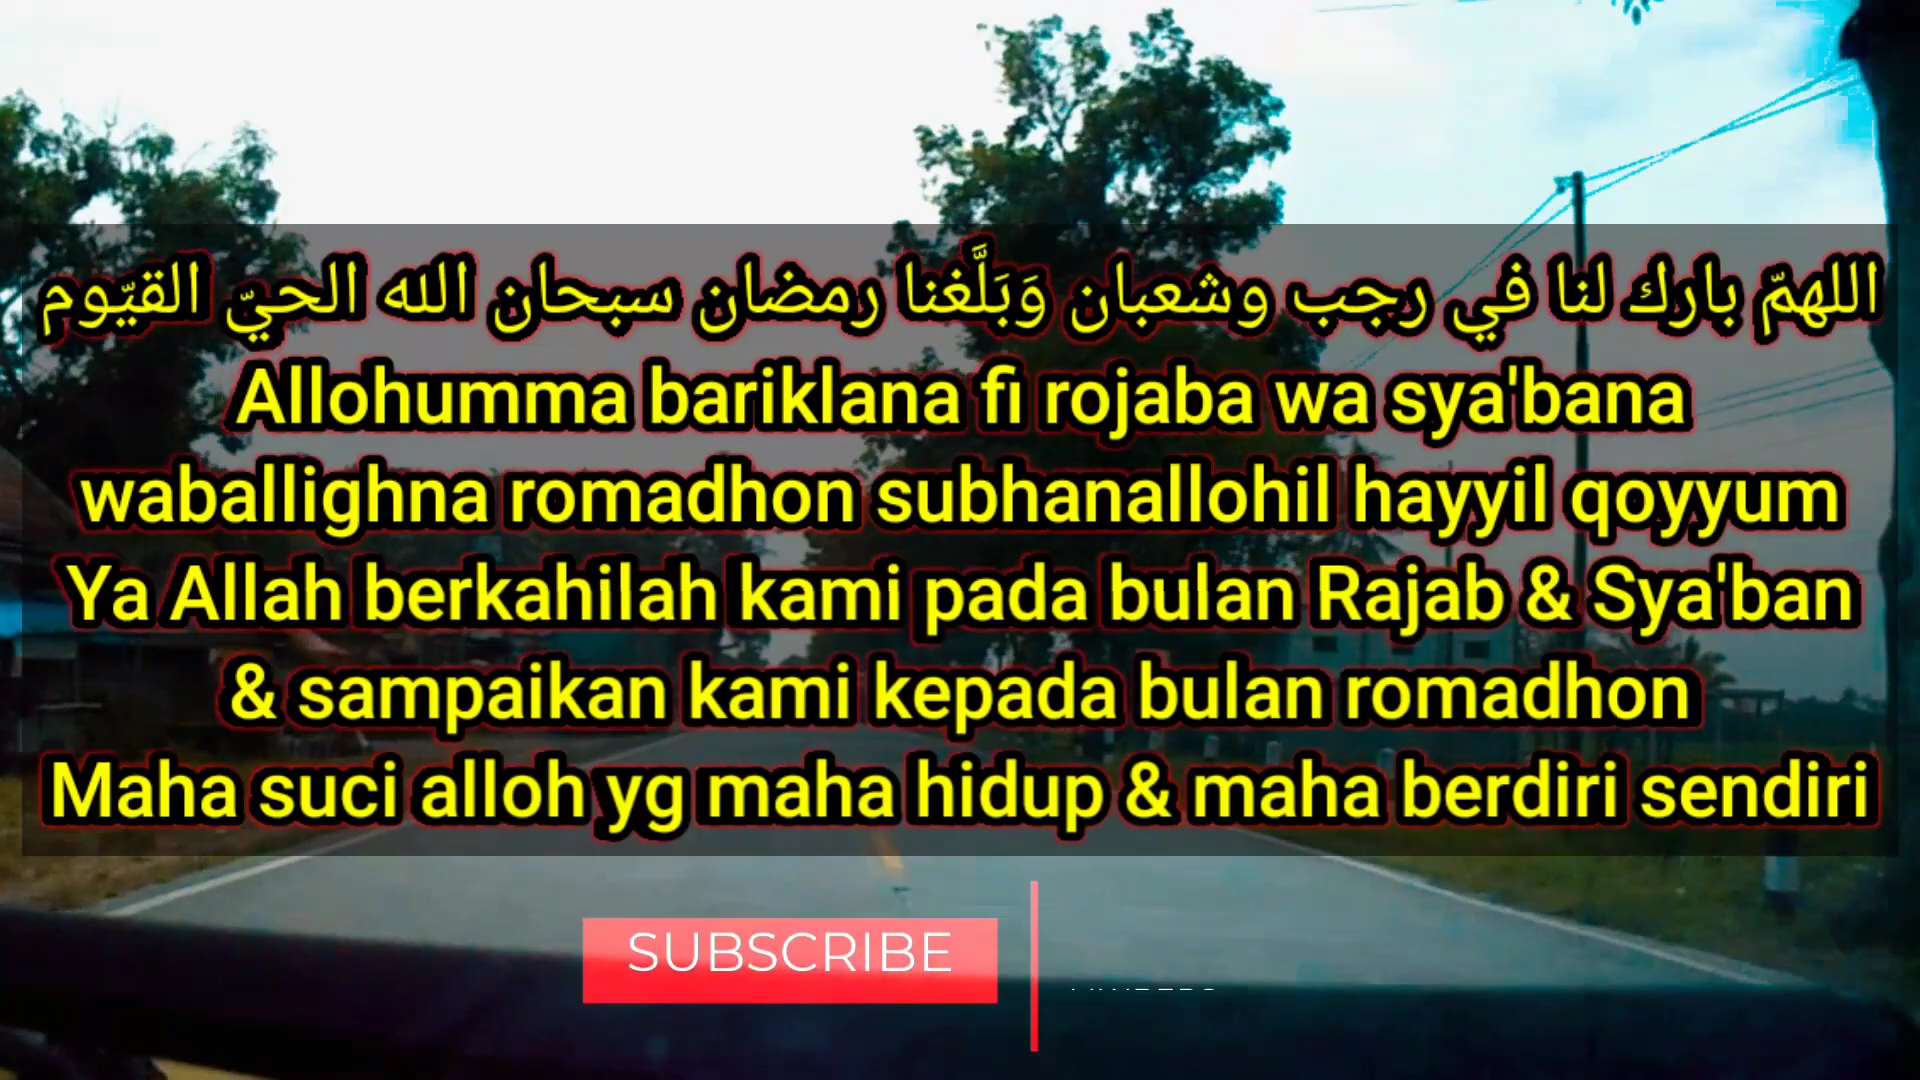 اللهمّ بارك لنا في رجب وشعبان وَبَلَّغنا رمضان سبحان الله الحيّ القيّوم
Allohumma bariklana fi rojaba wa sya'bana
waballighna romadhon subhanallohil hayyil qoyyum
Ya Allah berkahilah kami pada bulan Rajab & Sya'ban
& sampaikan kami kepada bulan romadhon
Maha suci alloh yg maha hidup & maha berdiri sendiri
SUBSCRIBE